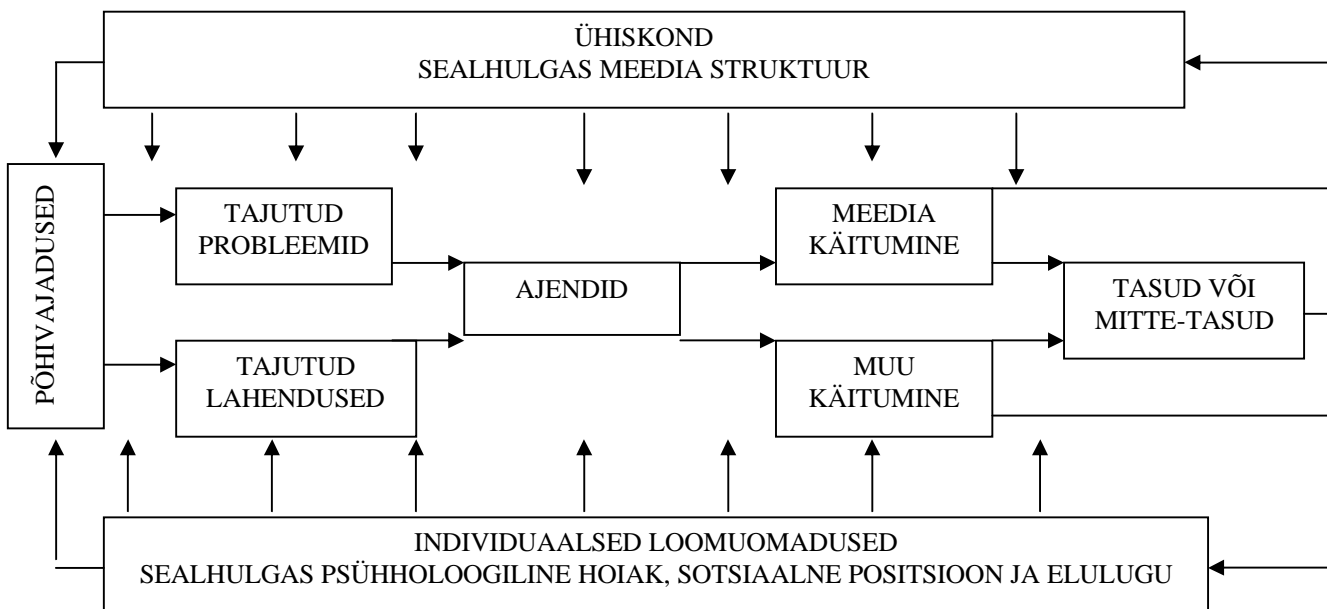 ÜHISKOND
SEALHULGAS MEEDIA STRUKTUUR
PÕHIVAJADUSED
TAJUTUD
PROBLEEMID
TAJUTUD
LAHENDUSED
AJENDID
MEEDIA
KÄITUMINE
MUU
KÄITUMINE
TASUD VÕI
MITTE-TASUD
INDIVIDUAALSED LOOMUOMADUSED
SEALHULGAS PSÜHHOLOOGILINE HOIAK, SOTSIAALNE POSITSIOON JA ELULUGU